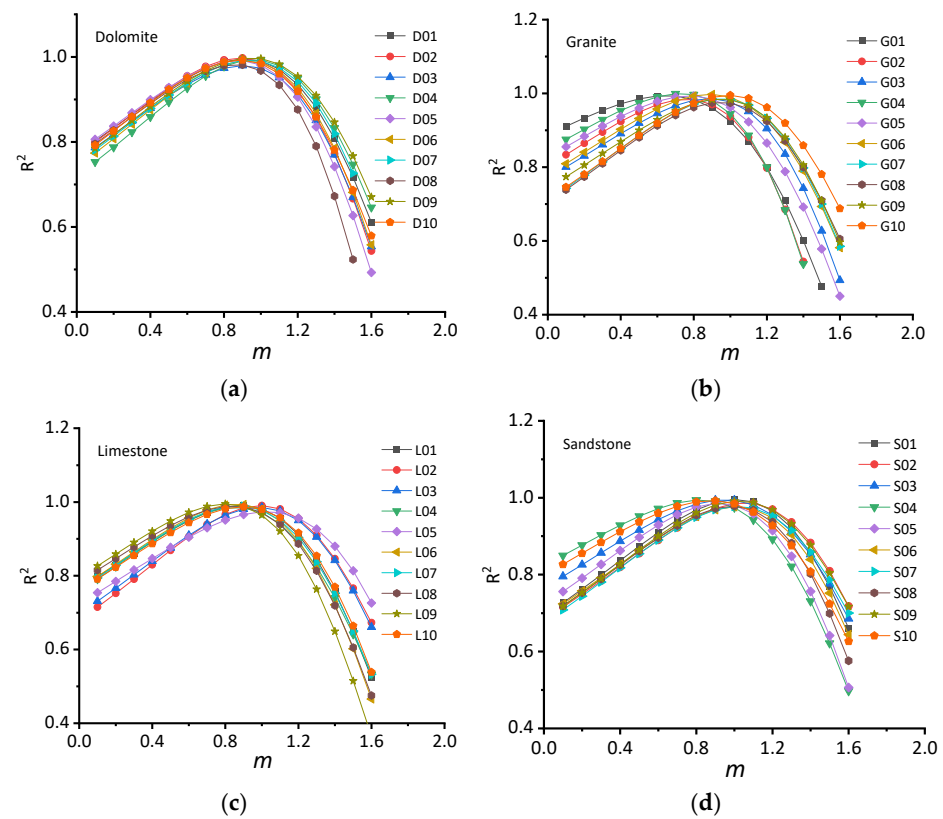 Dolomite
R²
1.0
0.8
0.6
0.4
0.0 0.4 0.8 1.2 1.6 2.0
m
D01
D02
D03
D04
D05
D06
D07
D08
D09
D10
(a)
Granite
R²
1.2
1.0
0.8
0.6
0.4
0.0 0.4 0.8 1.2 1.6 2.0
m
G01
G02
G03
G04
G05
G06
G07
G08
G09
G10
(b)
Limestone
R²
1.2
1.0
0.8
0.6
0.4
0.0 0.4 0.8 1.2 1.6 2.0
m
L01
L02
L03
L04
L05
L06
L07
L08
L09
L10
(c)
Sandstone
R²
1.2
1.0
0.8
0.6
0.4
0.0 0.4 0.8 1.2 1.6 2.0
m
S01
S02
S03
S04
S05
S06
S07
S08
S09
S10
(d)